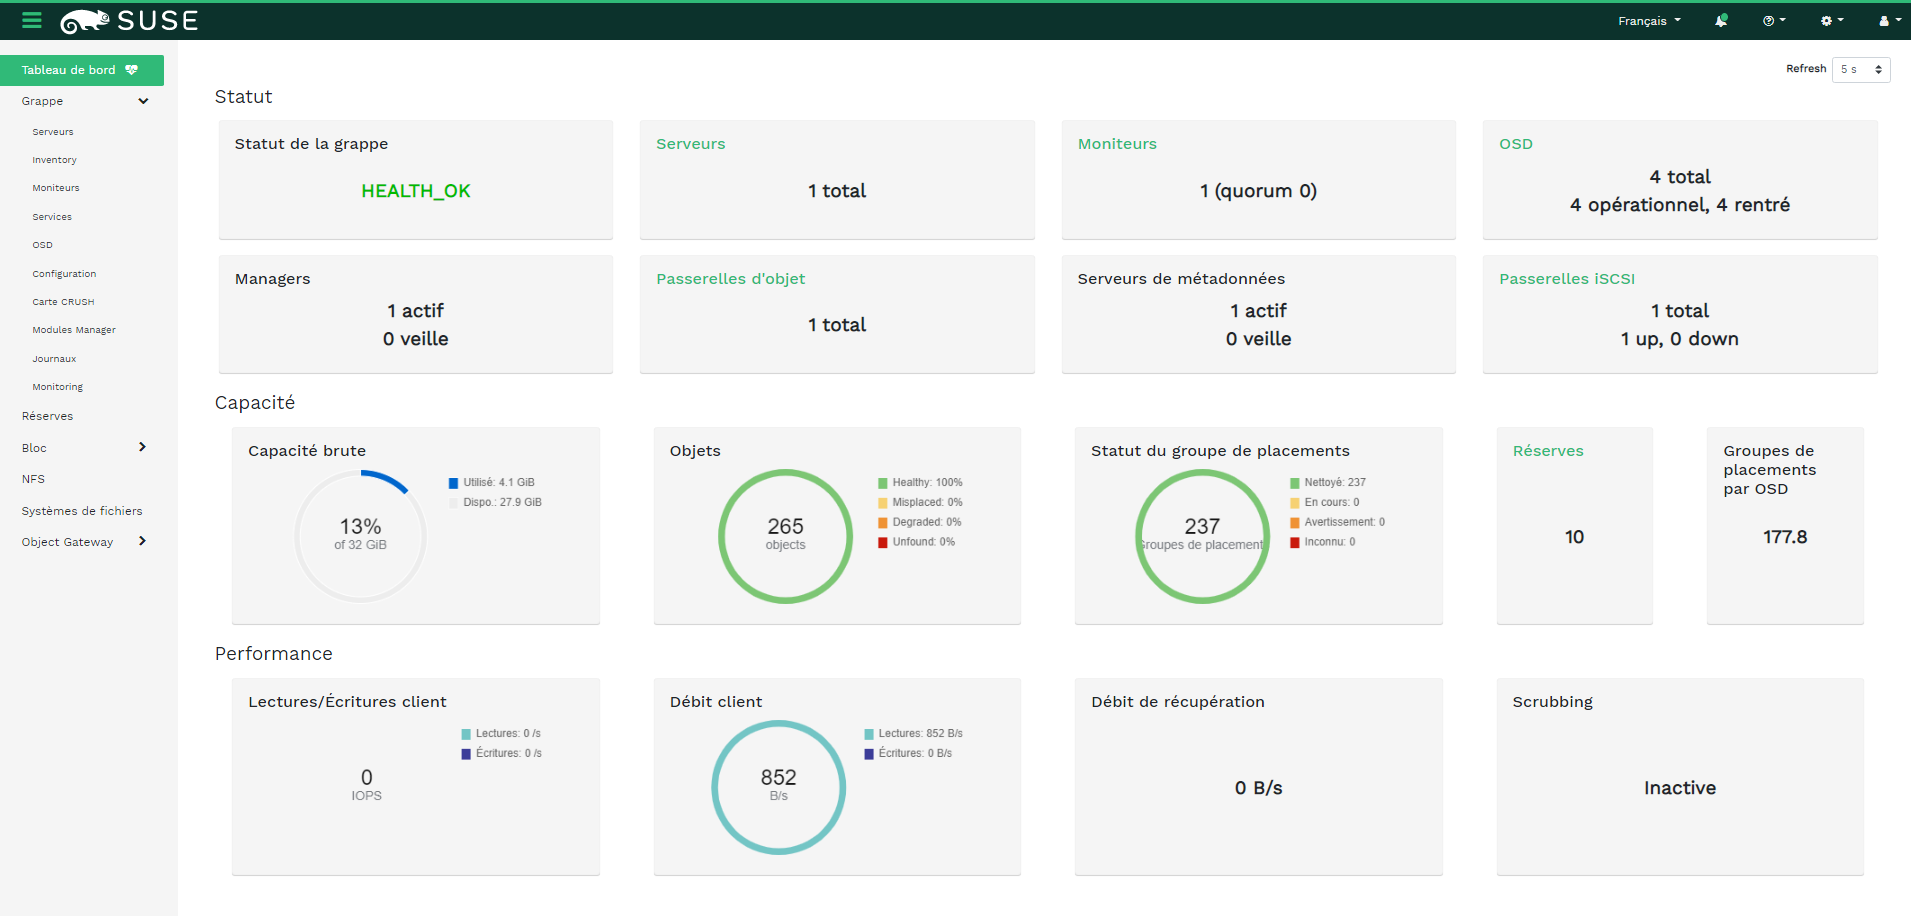 SUSE
Français
Tableau de bord
Grappe
Serveurs
Inventory
Moniteurs
Services
OSD
Configuration
Carte CRUSH
Modules Manager
Journaux
Monitoring
Réserves
Bloc
NFS
Systèmes de fichiers
Object Gateway
Refresh 5 s
Statut
Statut de la grappe
HEALTH_OK
Serveurs
1 total
Moniteurs
1 (quorum 0)
OSD
4 total
4 opérationnel, 4 rentré
Managers
1 actif
0 veille
Passerelles d'objet
1 total
Serveurs de métadonnées
1 actif
0 veille
Passerelles iSCSI
1 total
1 up, 0 down
Capacité
Capacité brute
13%
of 32 GiB
Utilisé: 4.1 GiB
Dispo.: 27.9 GiB
Objets
265
objects
Healthy: 100%
Misplaced: 0%
Degraded: 0%
Unfound: 0%
Statut du groupe de placements
237
Groupes de placement
Nettoyé: 237
En cours: 0
Avertissement: 0
Inconnu: 0
Réserves
10
Groupes de
placements
par OSD
177.8
Performance
Lectures/Écritures client
0
IOPS
Lectures: 0 /s
Écritures: 0 /s
Débit client
852
B/s
Lectures: 852 B/s
Écritures: 0 B/s
Débit de récupération
0 B/s
Scrubbing
Inactive